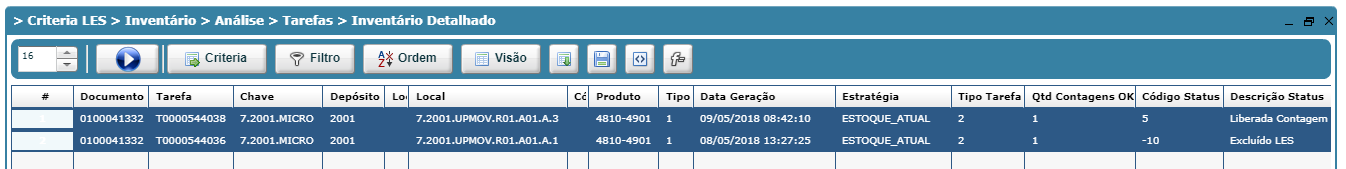 > Criteria LES > Inventário > Análise > Tarefas > Inventário Detalhado
16 Criteria Filtro Ordem Visão
# Documento Tarefa Chave Depósito Lo Local Có Produto Tipo Data Geração Estratégia Tipo Tarefa Qtd Contagens OK Código Status Descrição Status
0100041332 T0000544038 7.2001.MICRO 2001 7.2001.UPMOV.R01.A01.A.3 4810-4901 1 09/05/2018 08:42:10 ESTOQUE_ATUAL 2 1 5 Liberada Contagem
0100041332 T0000544036 7.2001.MICRO 2001 7.2001.UPMOV.R01.A01.A.1 4810-4901 1 08/05/2018 13:27:25 ESTOQUE_ATUAL 2 1 -10 Excluído LES